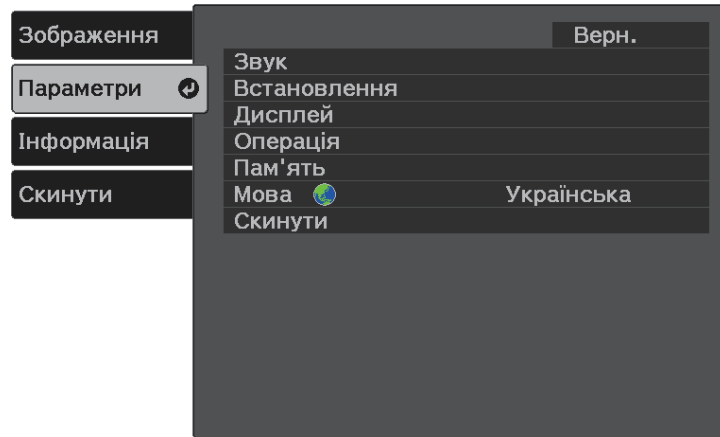 Зображення
Параметри
Інформація
Скинути
Верн.
Звук
Встановлення
Дисплей
Операція
Пам'ять
Мова Українська
Скинути